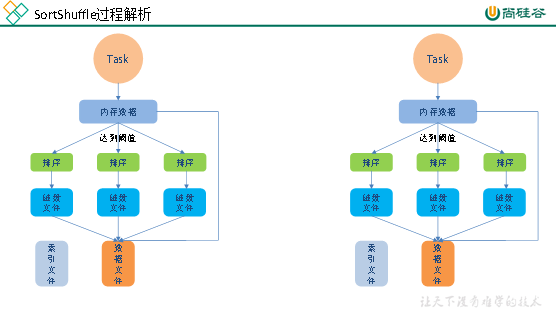 SortShuffle过程解析
尚硅谷
Task
内存数据
达到阈值
排序
排序
排序
磁盘
文件
磁盘
文件
磁盘
文件
索引文件
数据文件
Task
内存数据
达到阈值
排序
排序
排序
磁盘
文件
磁盘
文件
磁盘
文件
索引文件
数据文件
让天下没有难学的技术